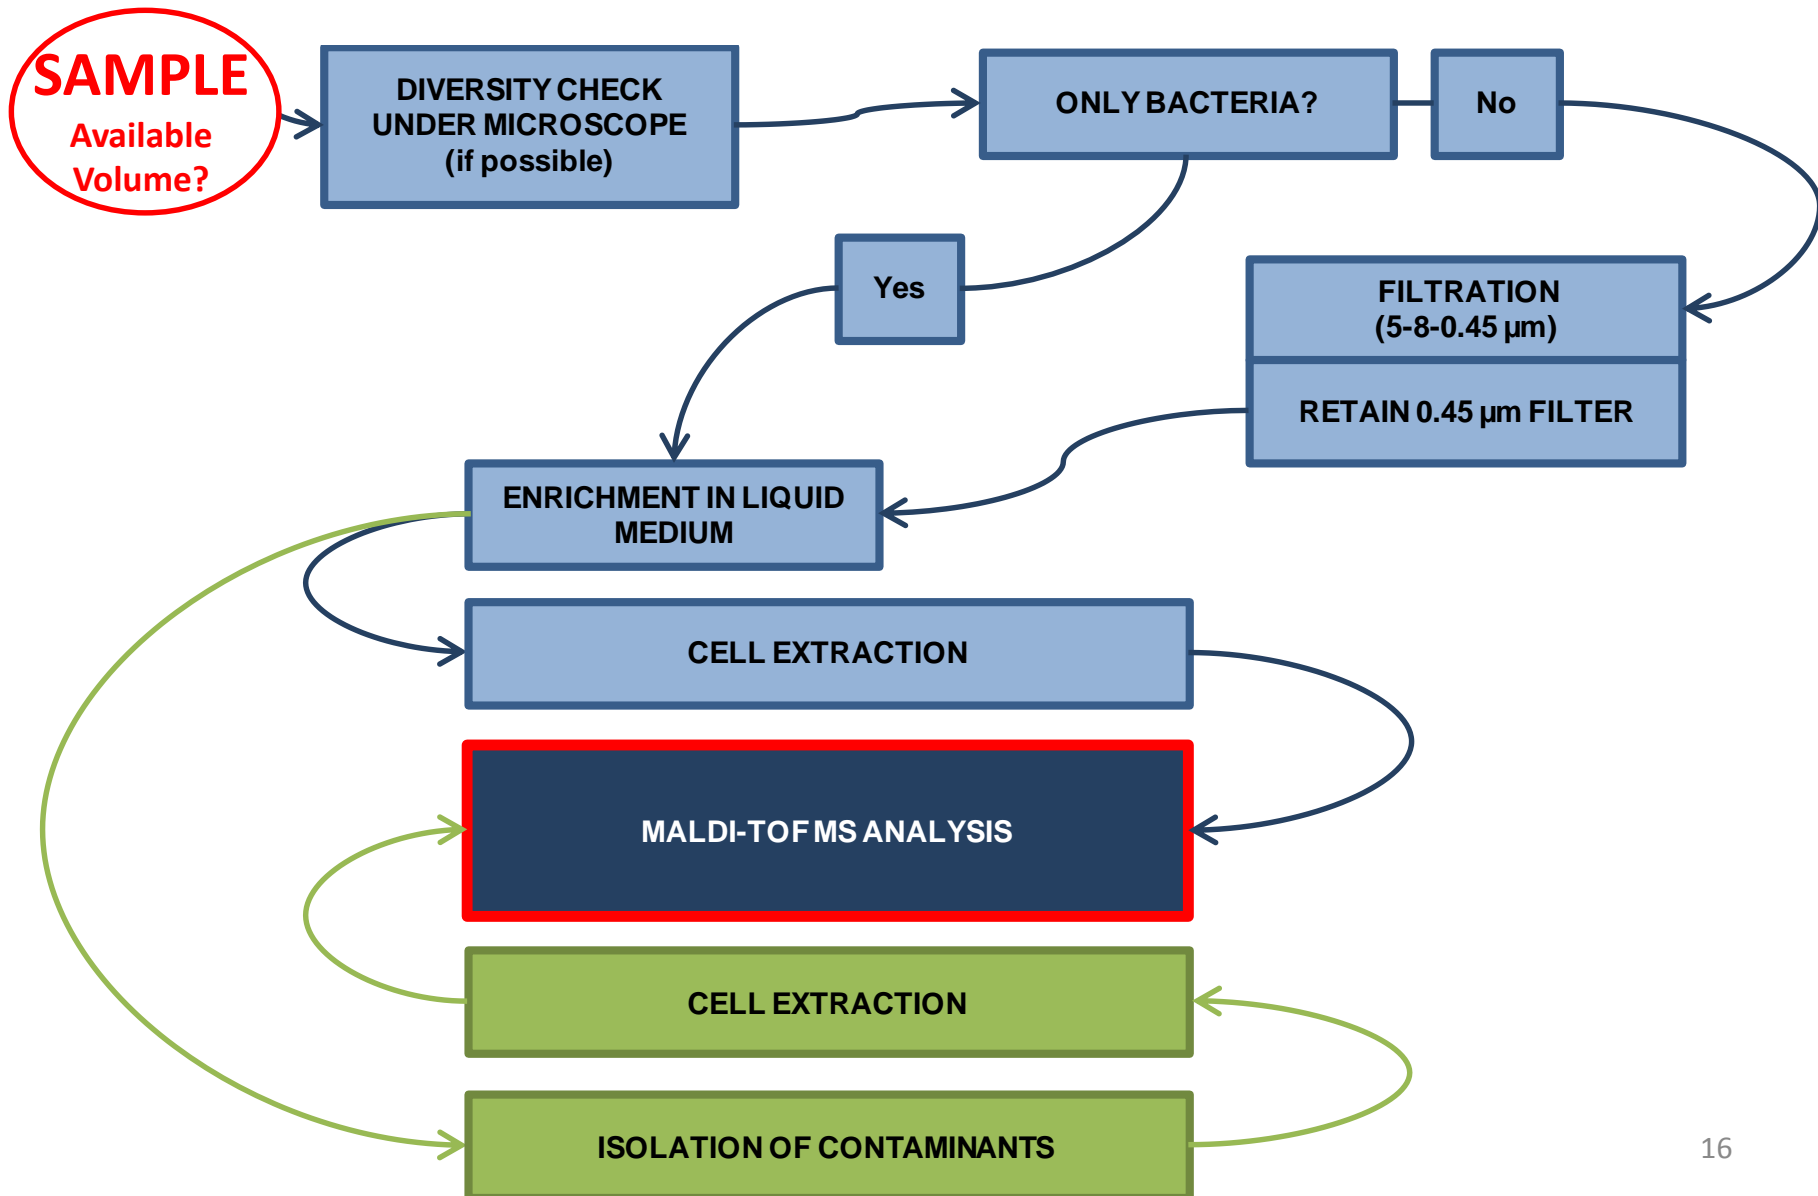 SAMPLE
Available
Volume?
DIVERSITY CHECK
UNDER MICROSCOPE
(if possible)
ONLY BACTERIA?
No
Yes
FILTRATION
(5-8-0.45 µm)
RETAIN 0.45 µm FILTER
ENRICHMENT IN LIQUID
MEDIUM
CELL EXTRACTION
MALDI-TOF MS ANALYSIS
CELL EXTRACTION
ISOLATION OF CONTAMINANTS
16